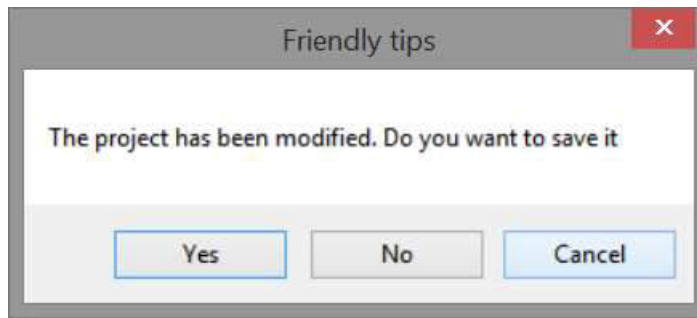 Friendly tips
The project has been modified. Do you want to save it
Yes No Cancel